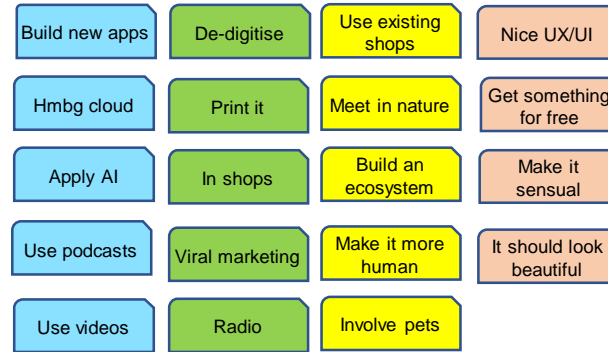 Build new apps
De-digitise
Use existing
shops
Nice UX/UI
Hmbg cloud
Print it
Meet in nature
Get something
for free
Apply AI
In shops
Build an
ecosystem
Make it
sensual
Use podcasts
Viral marketing
Make it more
human
It should look
beautiful
Use videos
Radio
Involve pets